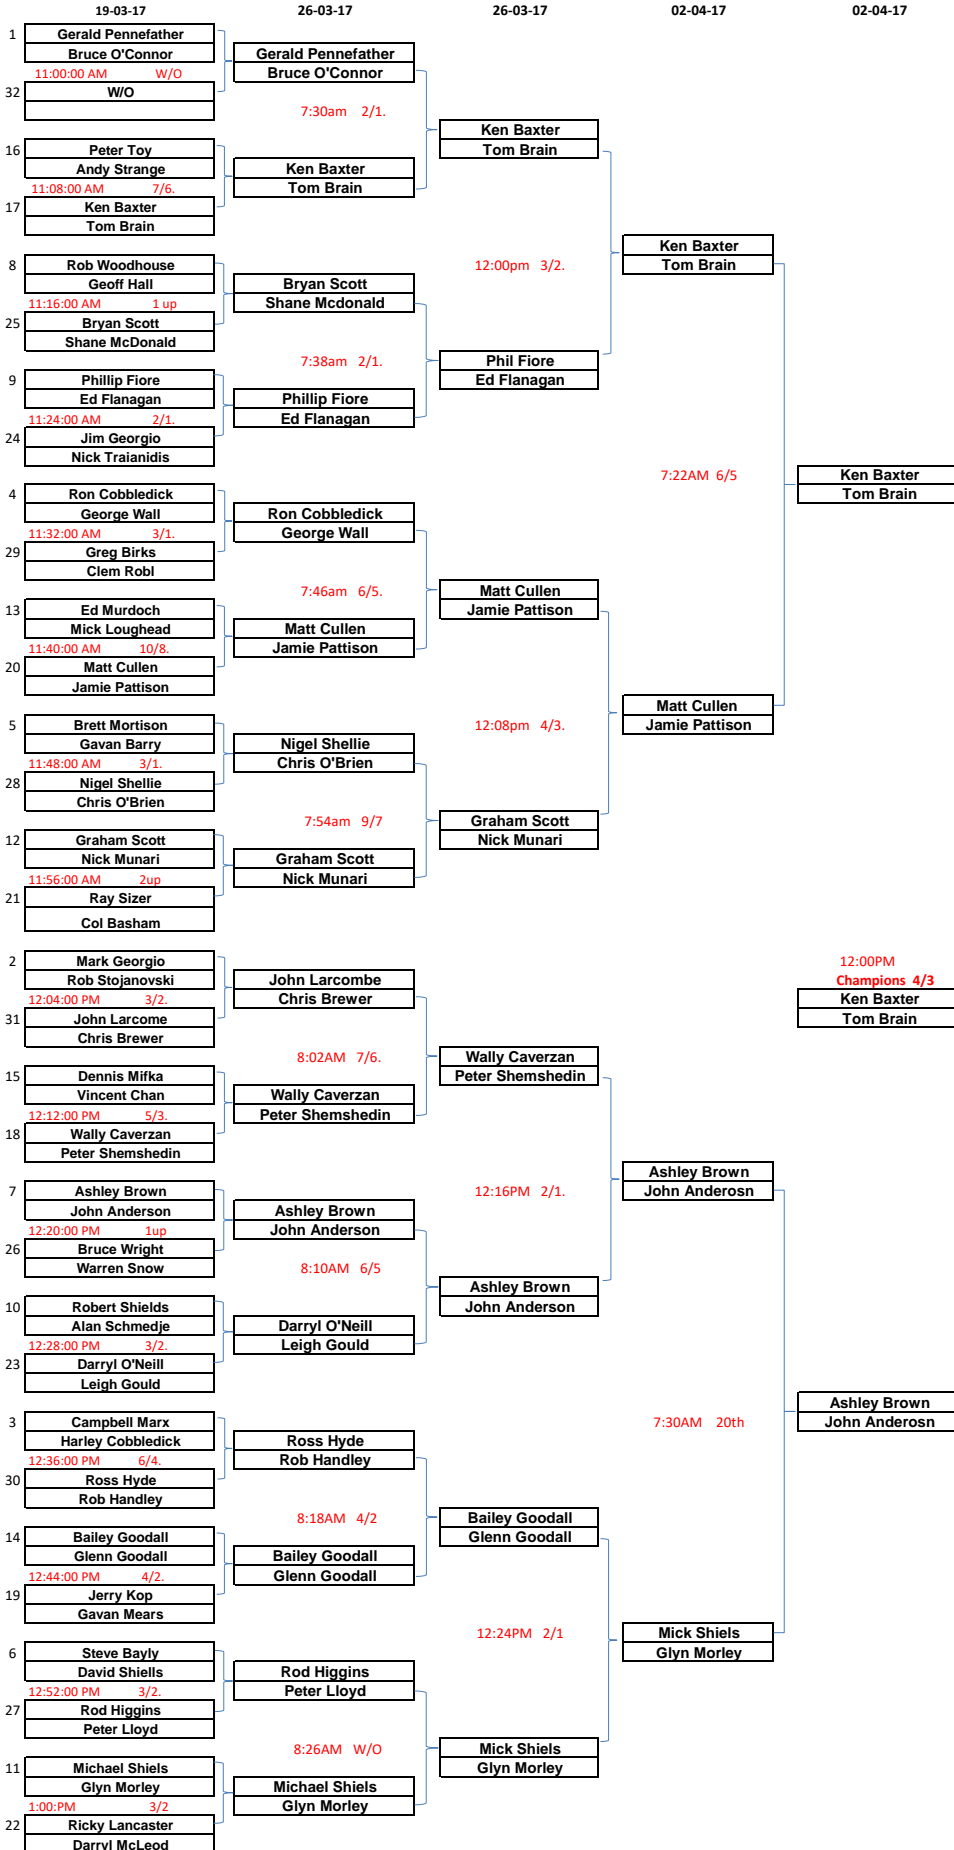 19-03-17 26-03-17 26-03-17 02-04-17 02-04-17
1 Gerald Pennefather
Bruce O'Connor
11:00:00 AM W/O
32 W/O
16 Peter Toy
Andy Strange
11:08:00 AM 7/6.
17 Ken Baxter
Tom Brain
8 Rob Woodhouse
Geoff Hall
11:16:00 AM 1 up
25 Bryan Scott
Shane McDonald
9 Phillip Fiore
Ed Flanagan
11:24:00 AM 2/1.
24 Jim Georgio
Nick Traianidis
4 Ron Cobbledick
George Wall
11:32:00 AM 3/1.
29 Greg Birks
Clem Robl
13 Ed Murdoch
Mick Loughead
11:40:00 AM 10/8.
20 Matt Cullen
Jamie Pattison
5 Brett Mortison
Gavan Barry
11:48:00 AM 3/1.
28 Nigel Shellie
Chris O'Brien
12 Graham Scott
Nick Munari
11:56:00 AM 2up
21 Ray Sizer
Col Basham
2 Mark Georgio
Rob Stojanovski
12:04:00 PM 3/2.
31 John Larcome
Chris Brewer
15 Dennis Mifka
Vincent Chan
12:12:00 PM 5/3.
18 Wally Caverzan
Peter Shemshedin
7 Ashley Brown
John Anderson
12:20:00 PM 1up
26 Bruce Wright
Warren Snow
10 Robert Shields
Alan Schmedje
12:28:00 PM 3/2.
23 Darryl O'Neill
Leigh Gould
3 Campbell Marx
Harley Cobbledick
12:36:00 PM 6/4.
30 Ross Hyde
Rob Handley
14 Bailey Goodall
Glenn Goodall
12:44:00 PM 4/2.
19 Jerry Kop
Gavan Mears
6 Steve Bayly
David Shiells
12:52:00 PM 3/2.
27 Rod Higgins
Peter Lloyd
11 Michael Shiels
Glyn Morley
1:00:PM 3/2
22 Ricky Lancaster
Darryl McLeod
Gerald Pennefather
Bruce O'Connor
7:30am 2/1.
Ken Baxter
Tom Brain
Bryan Scott
Shane Mcdonald
7:38am 2/1.
Phillip Fiore
Ed Flanagan
Ron Cobbledick
George Wall
7:46am 6/5.
Matt Cullen
Jamie Pattison
Nigel Shellie
Chris O'Brien
7:54am 9/7
Graham Scott
Nick Munari
John Larcombe
Chris Brewer
8:02AM 7/6.
Wally Caverzan
Peter Shemshedin
Ashley Brown
John Anderson
8:10AM 6/5
Darryl O'Neill
Leigh Gould
Ross Hyde
Rob Handley
8:18AM 4/2
Bailey Goodall
Glenn Goodall
Rod Higgins
Peter Lloyd
8:26AM W/O
Michael Shiels
Glyn Morley
Ken Baxter
Tom Brain
12:00pm 3/2.
Phil Fiore
Ed Flanagan
Matt Cullen
Jamie Pattison
12:08pm 4/3.
Graham Scott
Nick Munari
Wally Caverzan
Peter Shemshedin
12:16PM 2/1.
Ashley Brown
John Anderson
Bailey Goodall
Glenn Goodall
12:24PM 2/1
Mick Shiels
Glyn Morley
Ken Baxter
Tom Brain
7:22AM 6/5
Matt Cullen
Jamie Pattison
Ashley Brown
John Anderosn
7:30AM 20th
Mick Shiels
Glyn Morley
Ken Baxter
Tom Brain
12:00PM
Champions 4/3
Ken Baxter
Tom Brain
Ashley Brown
John Anderosn